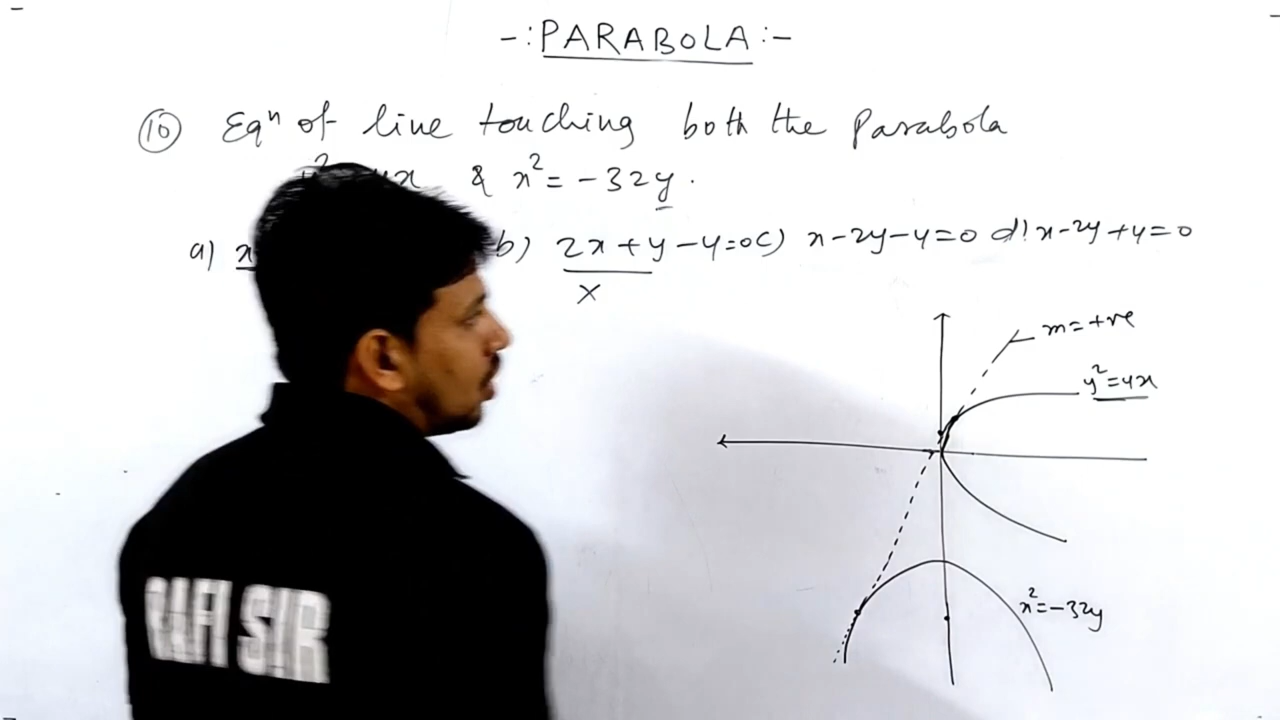 -: PARABOLA :-
⑩ Eqⁿ of line touching both the Parabola
& x² = -32y.
a) x b) 2x + y - 4 = 0 c) x - 2y - 4 = 0 d) x - 2y + 4 = 0
x
m = +ve
y² = 4x
x² = -32y
RAFI SIR